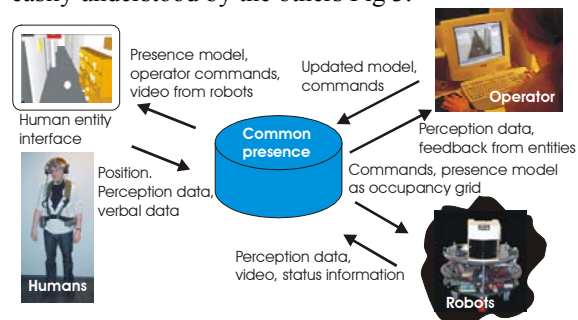 easily understood by the others Fig 3.
Presence model,
operator commands,
video from robots
Updated model,
commands
Operator
Human entity
interface
Common
presence
Perception data,
feedback from entities
Position.
Perception data,
verbal data
Commands, presence model
as occupancy grid
Perception data,
video, status information
Humans
Robots